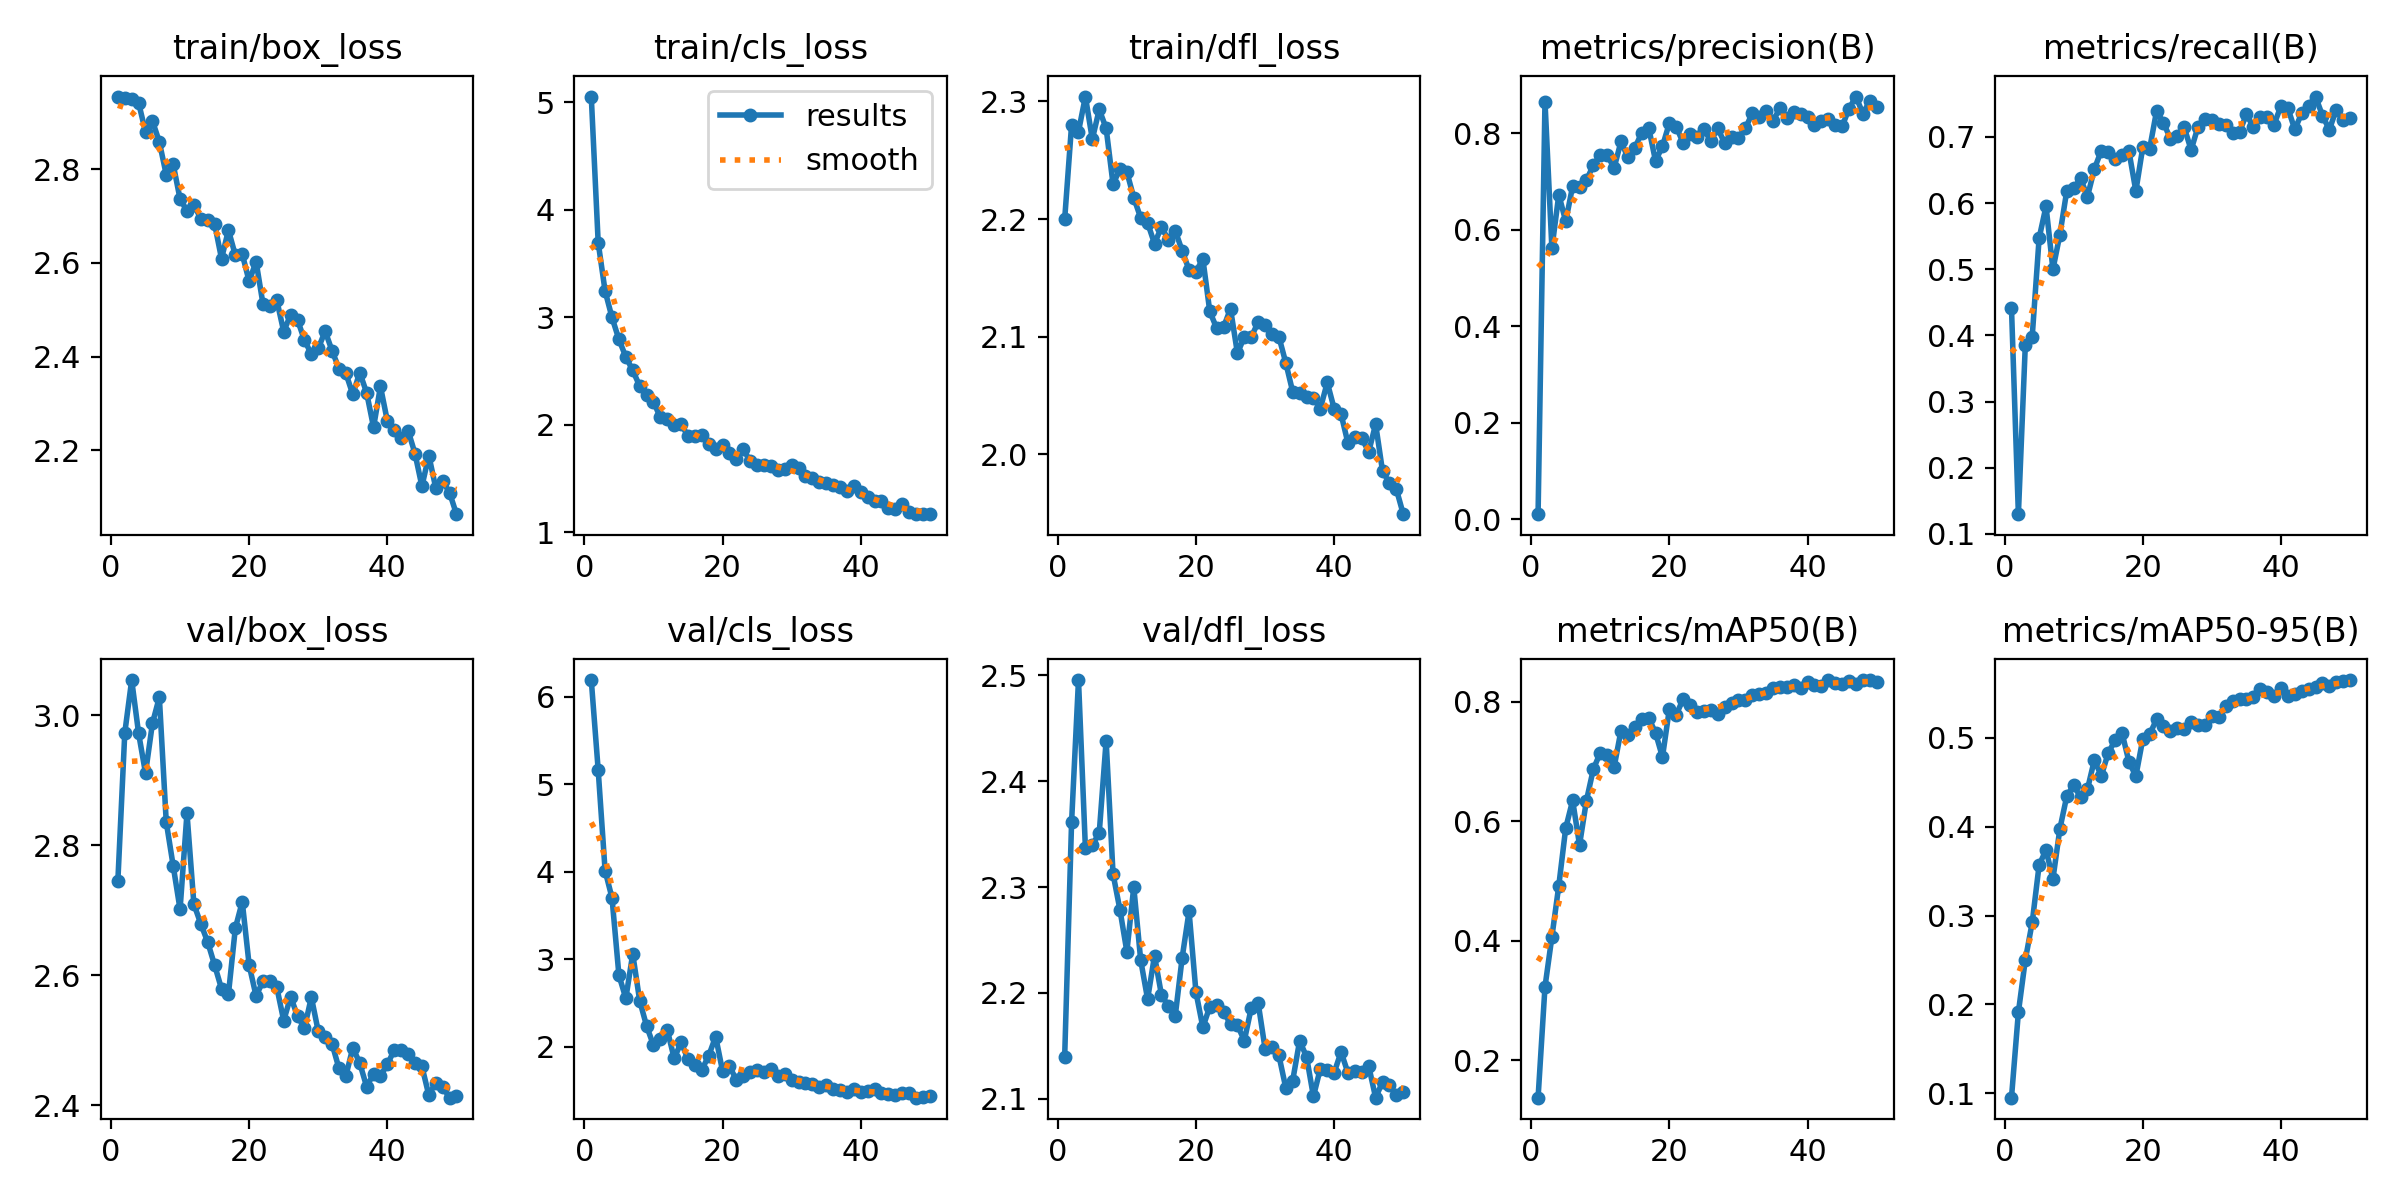 train/box_loss
2.8
2.6
2.4
2.2
0 20 40
train/cls_loss
results
smooth
5
4
3
2
1
0 20 40
train/dfl_loss
2.3
2.2
2.1
2.0
0 20 40
metrics/precision(B)
0.8
0.6
0.4
0.2
0.0
0 20 40
metrics/recall(B)
0.7
0.6
0.5
0.4
0.3
0.2
0.1
0 20 40
val/box_loss
3.0
2.8
2.6
2.4
0 20 40
val/cls_loss
6
5
4
3
2
0 20 40
val/dfl_loss
2.5
2.4
2.3
2.2
2.1
0 20 40
metrics/mAP50(B)
0.8
0.6
0.4
0.2
0 20 40
metrics/mAP50-95(B)
0.5
0.4
0.3
0.2
0.1
0 20 40